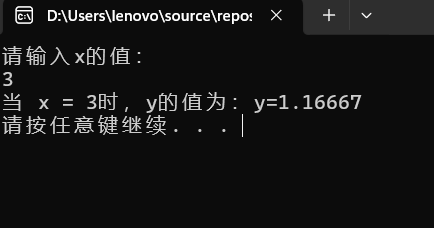 D:\Users\lenovo\source\repos
请输入x的值：
3
当 x = 3时，y的值为：y=1.16667
请按任意键继续. . .